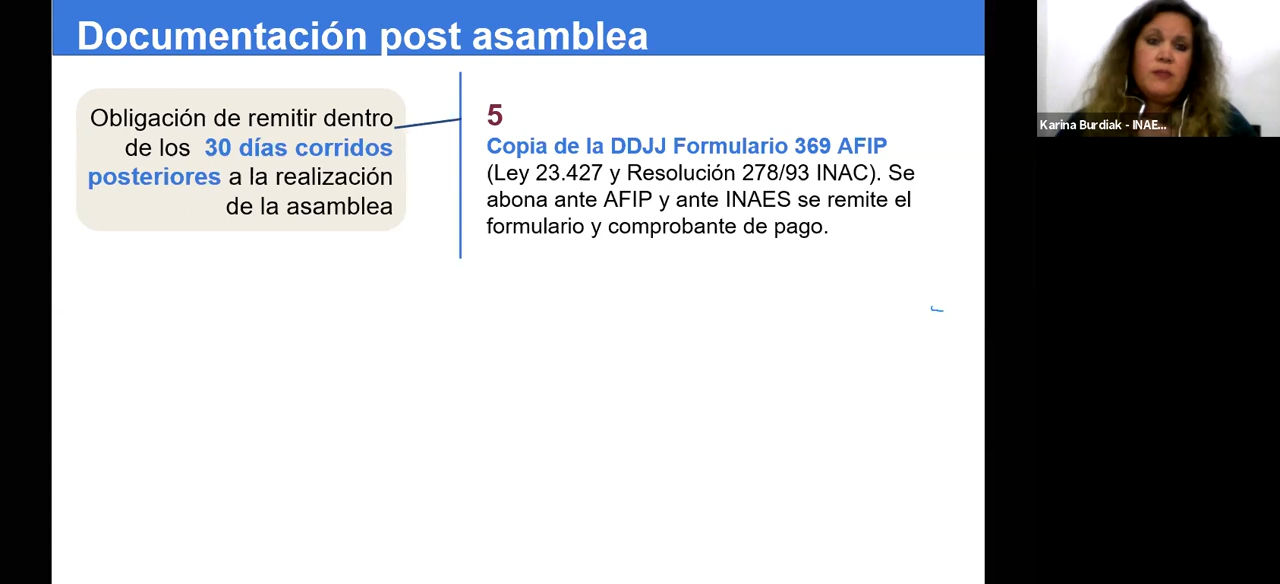 Documentación post asamblea
Obligación de remitir dentro
de los 30 días corridos
posteriores a la realización
de la asamblea
5
Copia de la DDJJ Formulario 369 AFIP
(Ley 23.427 y Resolución 278/93 INAC). Se
abona ante AFIP y ante INAES se remite el
formulario y comprobante de pago.
Karina Burdiak - INAE...